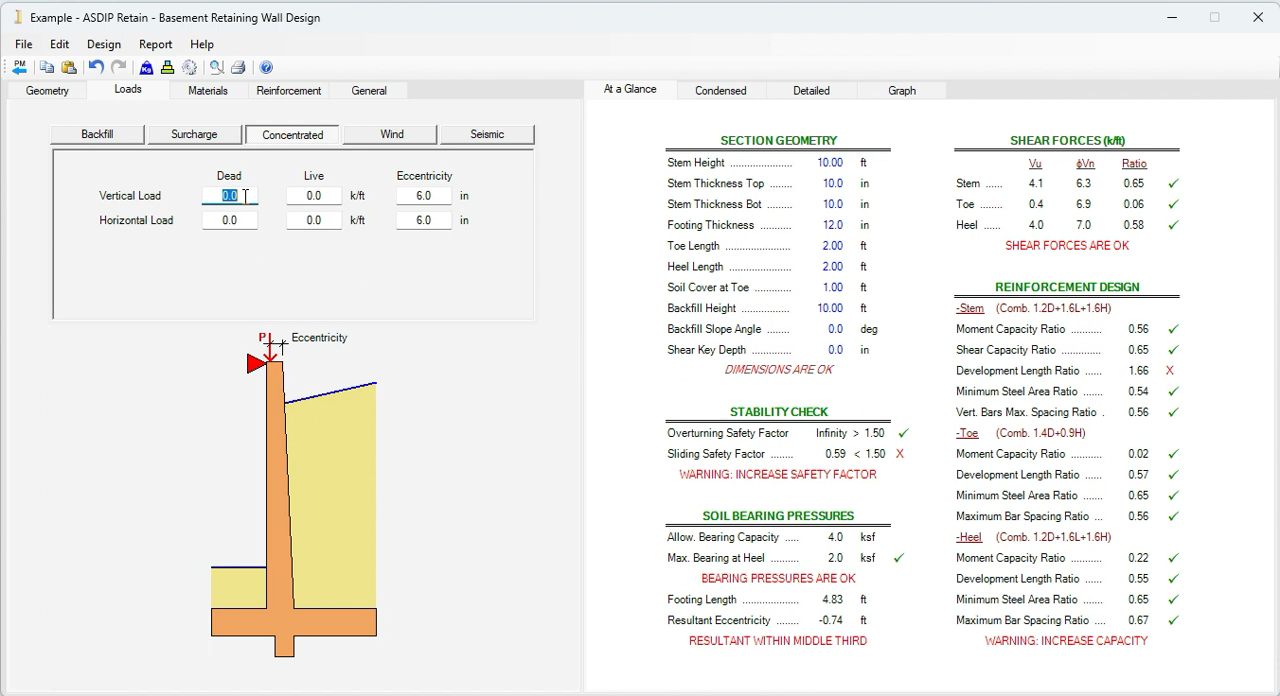 Example - ASDIP Retain - Basement Retaining Wall Design
File Edit Design Report Help
PM Kg
Geometry Loads Materials Reinforcement General
Backfill Surcharge Concentrated Wind Seismic
Dead Live Eccentricity
Vertical Load 0.0 0.0 k/ft 6.0 in
Horizontal Load 0.0 0.0 k/ft 6.0 in
P Eccentricity
At a Glance Condensed Detailed Graph
SECTION GEOMETRY
Stem Height ..................... 10.00 ft
Stem Thickness Top ........ 10.0 in
Stem Thickness Bot ........ 10.0 in
Footing Thickness ........... 12.0 in
Toe Length ...................... 2.00 ft
Heel Length .................... 2.00 ft
Soil Cover at Toe ............ 1.00 ft
Backfill Height ................ 10.00 ft
Backfill Slope Angle ....... 0.0 deg
Shear Key Depth ............. 0.0 in
DIMENSIONS ARE OK
STABILITY CHECK
Overturning Safety Factor Infinity > 1.50 ✓
Sliding Safety Factor ........ 0.59 < 1.50 X
WARNING: INCREASE SAFETY FACTOR
SOIL BEARING PRESSURES
Allow. Bearing Capacity ..... 4.0 ksf
Max. Bearing at Heel .......... 2.0 ksf ✓
BEARING PRESSURES ARE OK
Footing Length ................... 4.83 ft
Resultant Eccentricity ........ -0.74 ft
RESULTANT WITHIN MIDDLE THIRD
SHEAR FORCES (k/ft)
Vu ϕVn Ratio
Stem ...... 4.1 6.3 0.65 ✓
Toe ........ 0.4 6.9 0.06 ✓
Heel ...... 4.0 7.0 0.58 ✓
SHEAR FORCES ARE OK
REINFORCEMENT DESIGN
-Stem (Comb. 1.2D+1.6L+1.6H)
Moment Capacity Ratio ........... 0.56 ✓
Shear Capacity Ratio ............. 0.65 ✓
Development Length Ratio ...... 1.66 X
Minimum Steel Area Ratio ....... 0.54 ✓
Vert. Bars Max. Spacing Ratio . 0.56 ✓
-Toe (Comb. 1.4D+0.9H)
Moment Capacity Ratio ........... 0.02 ✓
Development Length Ratio ...... 0.57 ✓
Minimum Steel Area Ratio ....... 0.65 ✓
Maximum Bar Spacing Ratio ... 0.56 ✓
-Heel (Comb. 1.2D+1.6L+1.6H)
Moment Capacity Ratio ........... 0.22 ✓
Development Length Ratio ...... 0.55 ✓
Minimum Steel Area Ratio ....... 0.65 ✓
Maximum Bar Spacing Ratio .... 0.67 ✓
WARNING: INCREASE CAPACITY